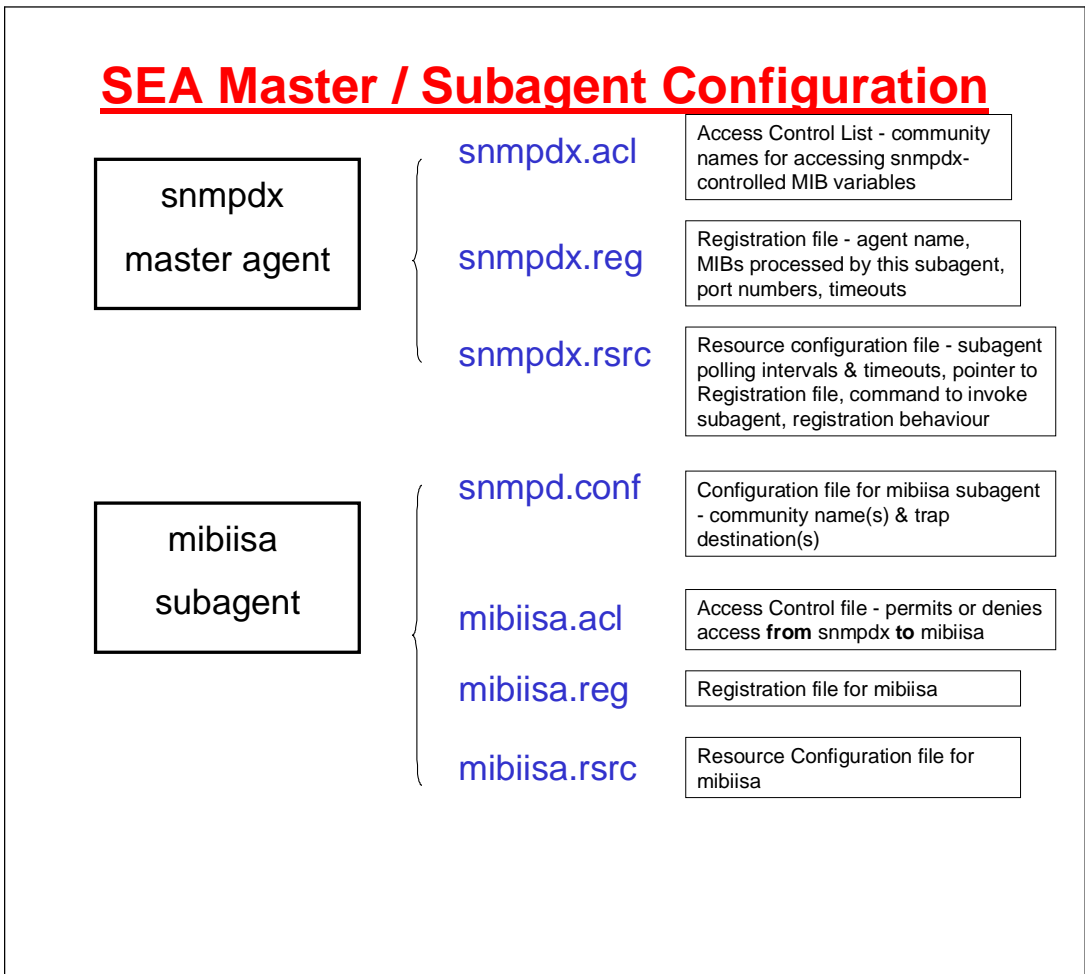 SEA Master / Subagent Configuration
snmpdx
master agent
snmpdx.acl
Access Control List - community
names for accessing snmpdx-
controlled MIB variables
snmpdx.reg
Registration file - agent name,
MIBs processed by this subagent,
port numbers, timeouts
snmpdx.rsrc
Resource configuration file - subagent
polling intervals & timeouts, pointer to
Registration file, command to invoke
subagent, registration behaviour
mibiisa
subagent
snmpd.conf
Configuration file for mibiisa subagent
- community name(s) & trap
destination(s)
mibiisa.acl
Access Control file - permits or denies
access from snmpdx to mibiisa
mibiisa.reg
Registration file for mibiisa
mibiisa.rsrc
Resource Configuration file for
mibiisa